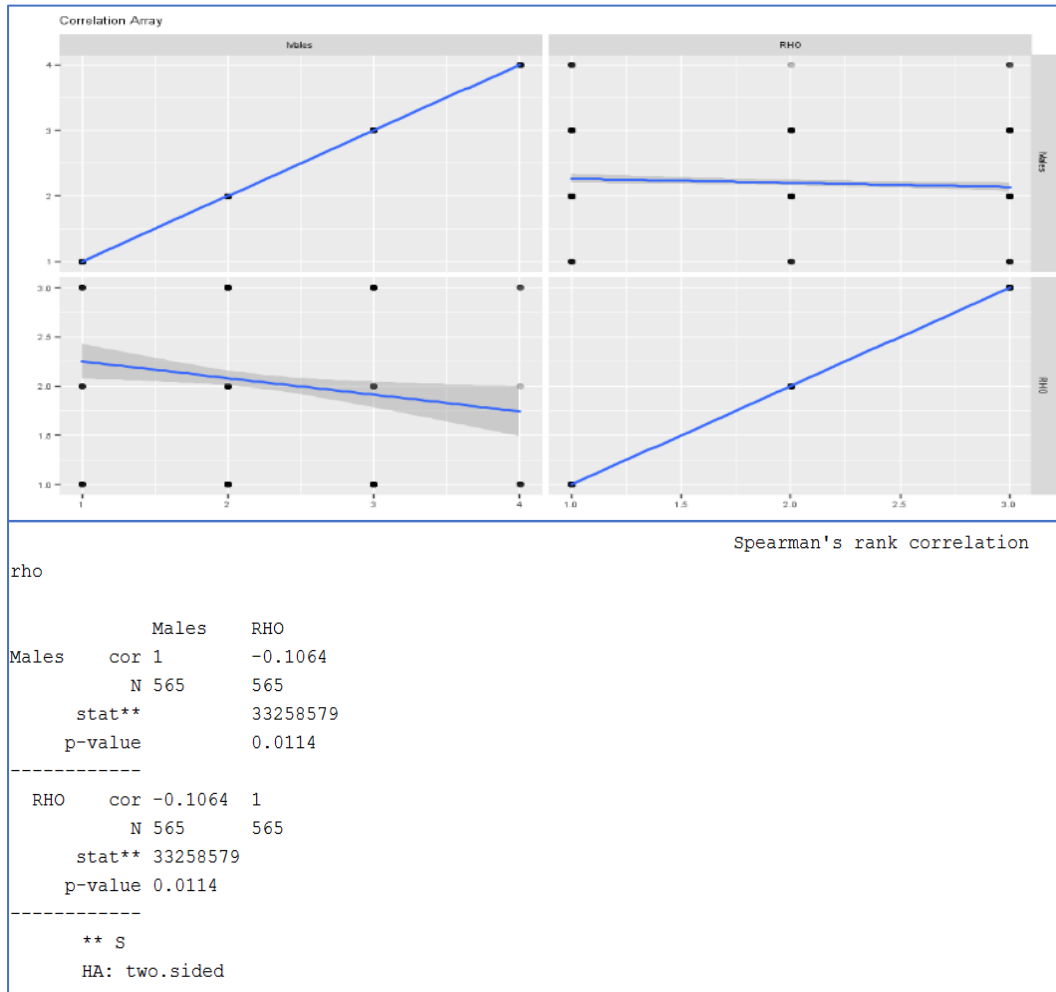 Correlation Array
Males
RHO
4
3
2
1
Males
3.0
2.5
2.0
1.5
1.0
RHO
1
2
3
4
1.0
1.5
2.0
2.5
3.0
Spearman's rank correlation
rho
Males RHO
Males cor 1 -0.1064
N 565 565
stat** 33258579
p-value 0.0114
------------
RHO cor -0.1064 1
N 565 565
stat** 33258579
p-value 0.0114
------------
** S
HA: two.sided